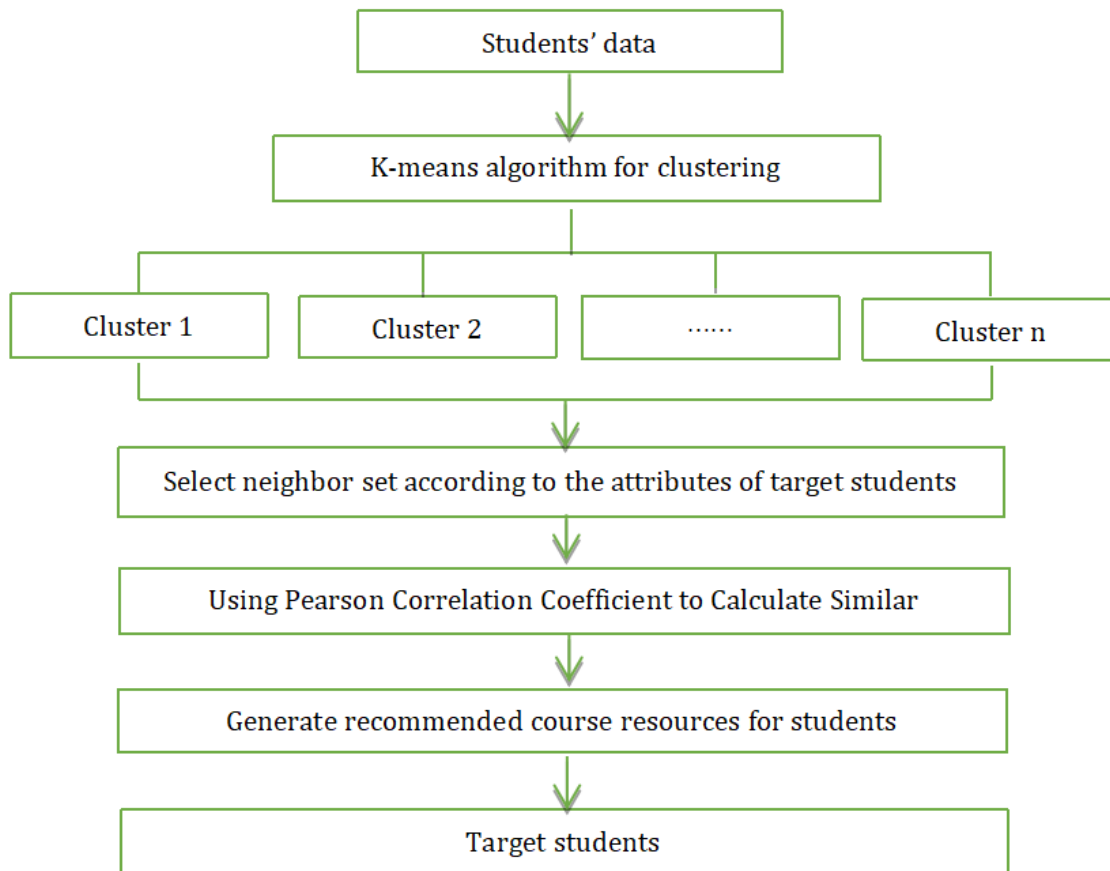 Students’ data
K-means algorithm for clustering
Cluster 1
Cluster 2
......
Cluster n
Select neighbor set according to the attributes of target students
Using Pearson Correlation Coefficient to Calculate Similar
Generate recommended course resources for students
Target students